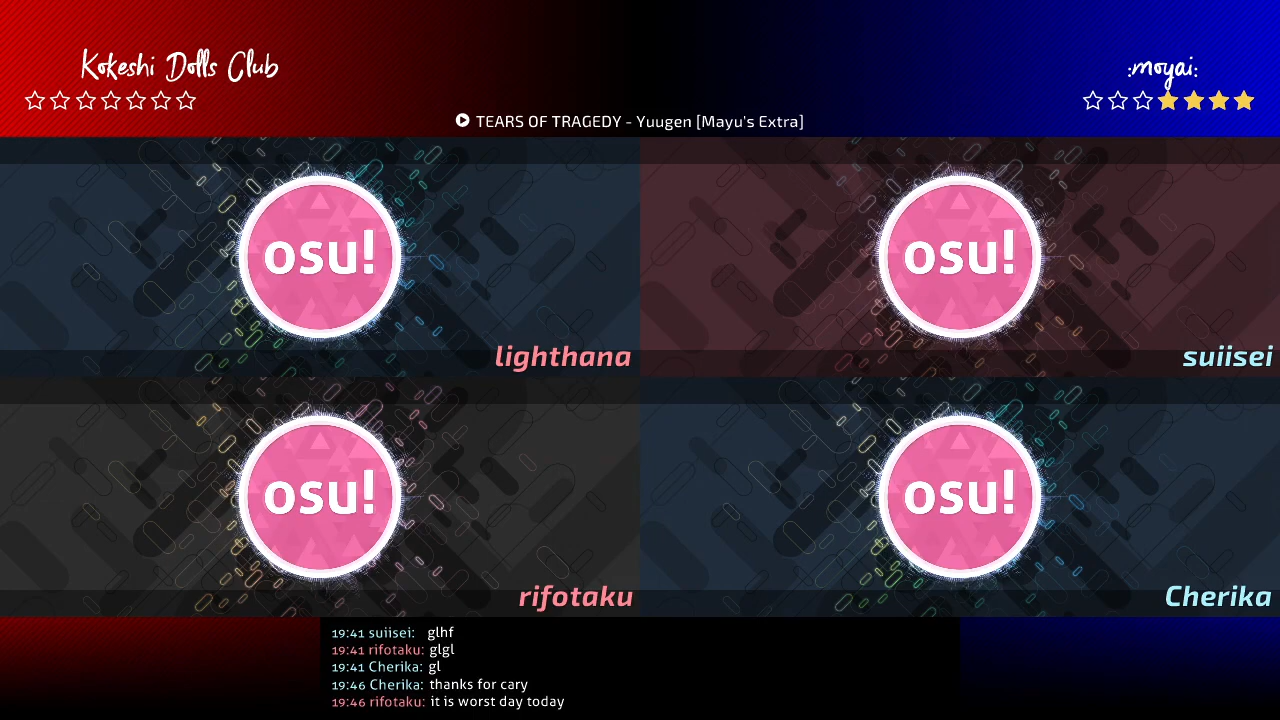 Kokeshi Dolls Club
:moyai:
TEARS OF TRAGEDY - Yuugen [Mayu's Extra]
osu!
osu!
lighthana
suiisei
osu!
osu!
rifotaku
Cherika
19:41 suiisei: glhf
19:41 rifotaku: glgl
19:41 Cherika: gl
19:46 Cherika: thanks for cary
19:46 rifotaku: it is worst day today